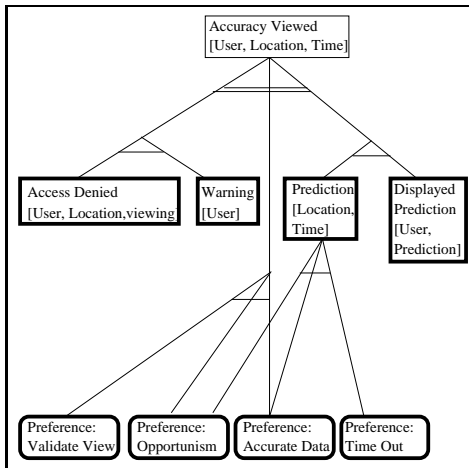 Accuracy Viewed
[User, Location, Time]
Access Denied
[User, Location,viewing]
Warning
[User]
Prediction
[Location,
Time]
Displayed
Prediction
[User,
Prediction]
Preference:
Validate View
Preference:
Opportunism
Preference:
Accurate Data
Preference:
Time Out